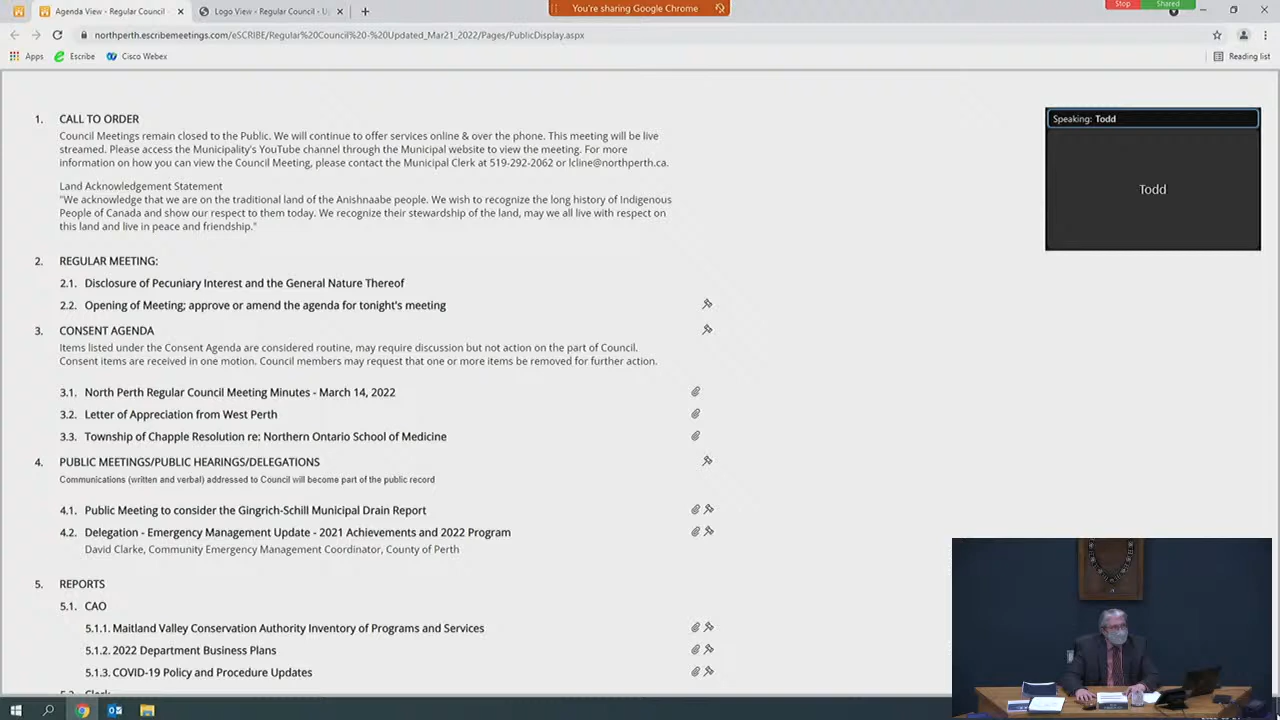 Agenda View - Regular Council -
Logo View - Regular Council - U
You're sharing Google Chrome
Stop
Shared
northperth.escribemeetings.com/eSCRIBE/Regular%20Council%20-%20Updated_Mar21_2022/Pages/PublicDisplay.aspx
Apps
Escribe
Cisco Webex
Reading list
1. CALL TO ORDER
Council Meetings remain closed to the Public. We will continue to offer services online & over the phone. This meeting will be live
streamed. Please access the Municipality's YouTube channel through the Municipal website to view the meeting. For more
information on how you can view the Council Meeting, please contact the Municipal Clerk at 519-292-2062 or lcline@northperth.ca.
Land Acknowledgement Statement
"We acknowledge that we are on the traditional land of the Anishnaabe people. We wish to recognize the long history of Indigenous
People of Canada and show our respect to them today. We recognize their stewardship of the land, may we all live with respect on
this land and live in peace and friendship."
2. REGULAR MEETING:
2.1. Disclosure of Pecuniary Interest and the General Nature Thereof
2.2. Opening of Meeting; approve or amend the agenda for tonight's meeting
3. CONSENT AGENDA
Items listed under the Consent Agenda are considered routine, may require discussion but not action on the part of Council.
Consent items are received in one motion. Council members may request that one or more items be removed for further action.
3.1. North Perth Regular Council Meeting Minutes - March 14, 2022
3.2. Letter of Appreciation from West Perth
3.3. Township of Chapple Resolution re: Northern Ontario School of Medicine
4. PUBLIC MEETINGS/PUBLIC HEARINGS/DELEGATIONS
Communications (written and verbal) addressed to Council will become part of the public record
4.1. Public Meeting to consider the Gingrich-Schill Municipal Drain Report
4.2. Delegation - Emergency Management Update - 2021 Achievements and 2022 Program
David Clarke, Community Emergency Management Coordinator, County of Perth
5. REPORTS
5.1. CAO
5.1.1. Maitland Valley Conservation Authority Inventory of Programs and Services
5.1.2. 2022 Department Business Plans
5.1.3. COVID-19 Policy and Procedure Updates
5.2. Clerk
Speaking: Todd
Todd